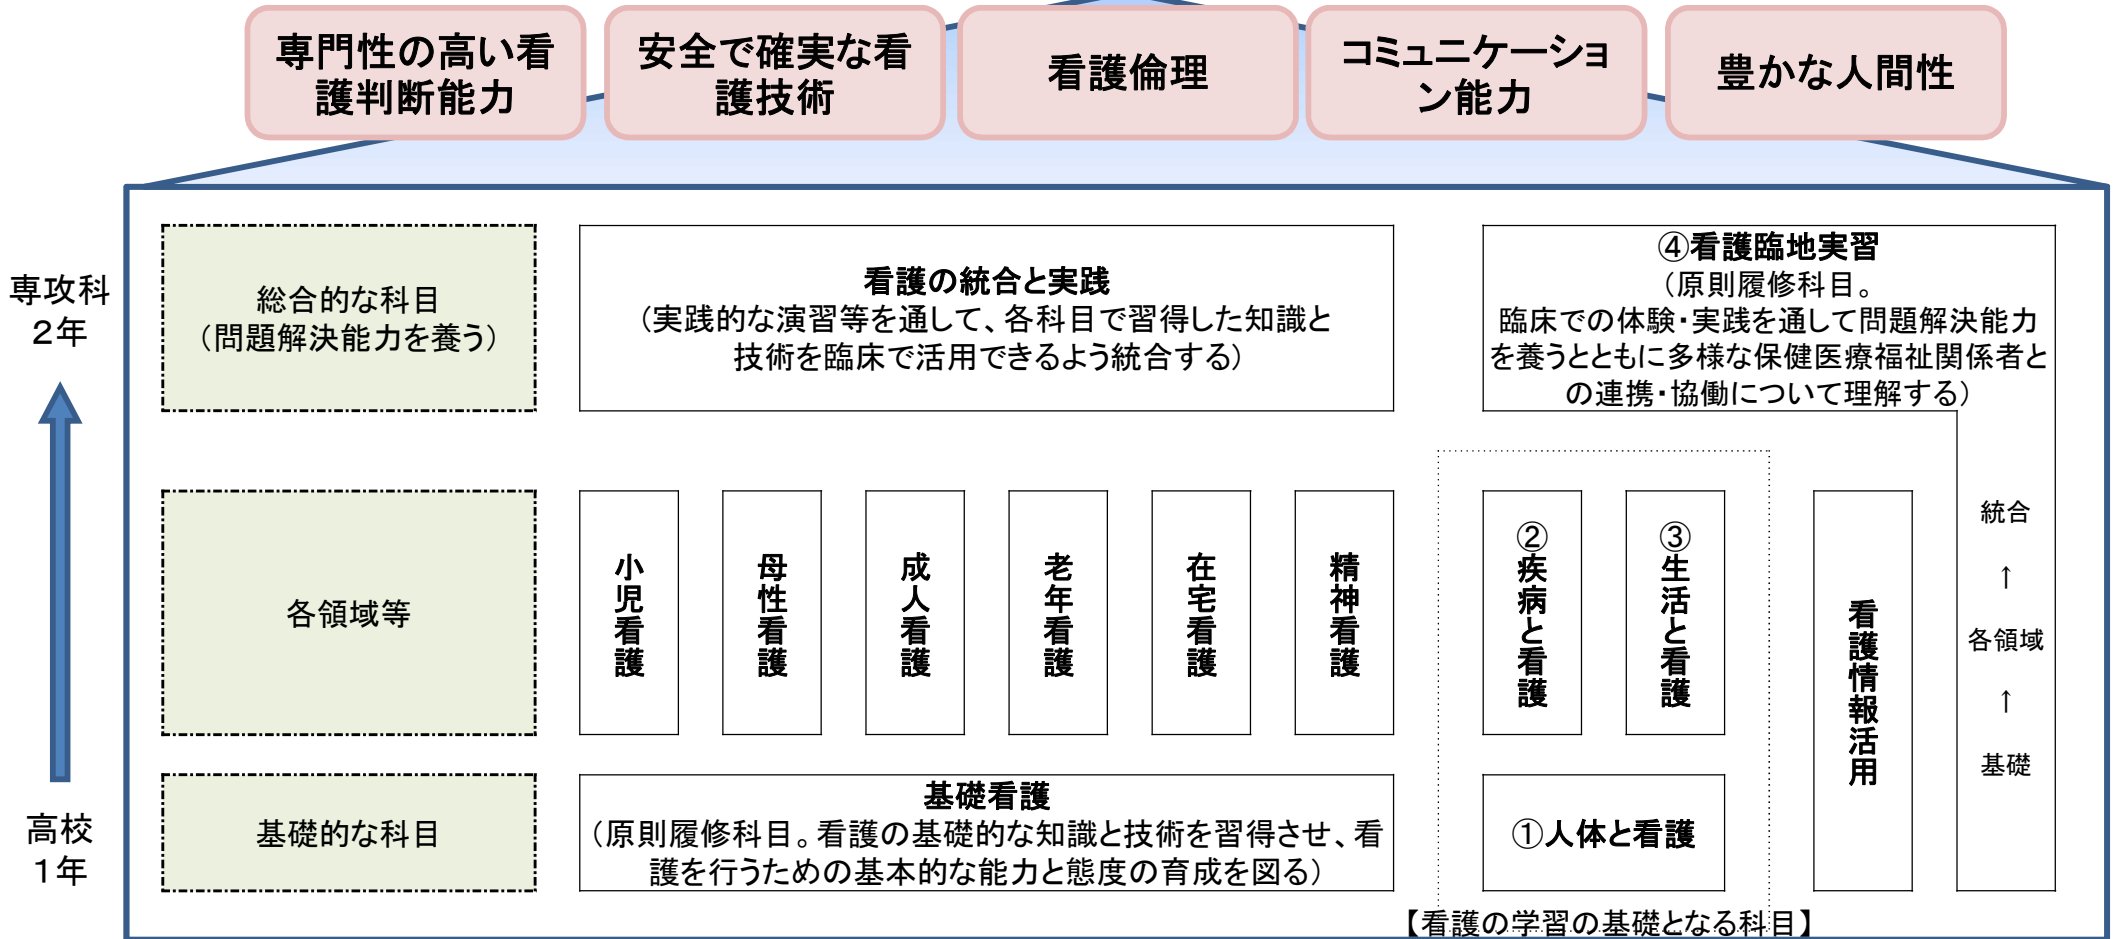 専門性の高い看
護判断能力
安全で確実な看
護技術
看護倫理
コミュニケーショ
ン能力
豊かな人間性
専攻科
２年
高校
１年
総合的な科目
（問題解決能力を養う）
看護の統合と実践
（実践的な演習等を通して、各科目で習得した知識と
技術を臨床で活用できるよう統合する）
④看護臨地実習
（原則履修科目。
臨床での体験・実践を通して問題解決能力
を養うとともに多様な保健医療福祉関係者と
の連携・協働について理解する）
統合
↑
各領域
↑
基礎
各領域等
小児看護
母性看護
成人看護
老年看護
在宅看護
精神看護
②疾病と看護
③生活と看護
看護情報活用
基礎的な科目
基礎看護
（原則履修科目。看護の基礎的な知識と技術を習得させ、看
護を行うための基本的な能力と態度の育成を図る）
①人体と看護
【看護の学習の基礎となる科目】